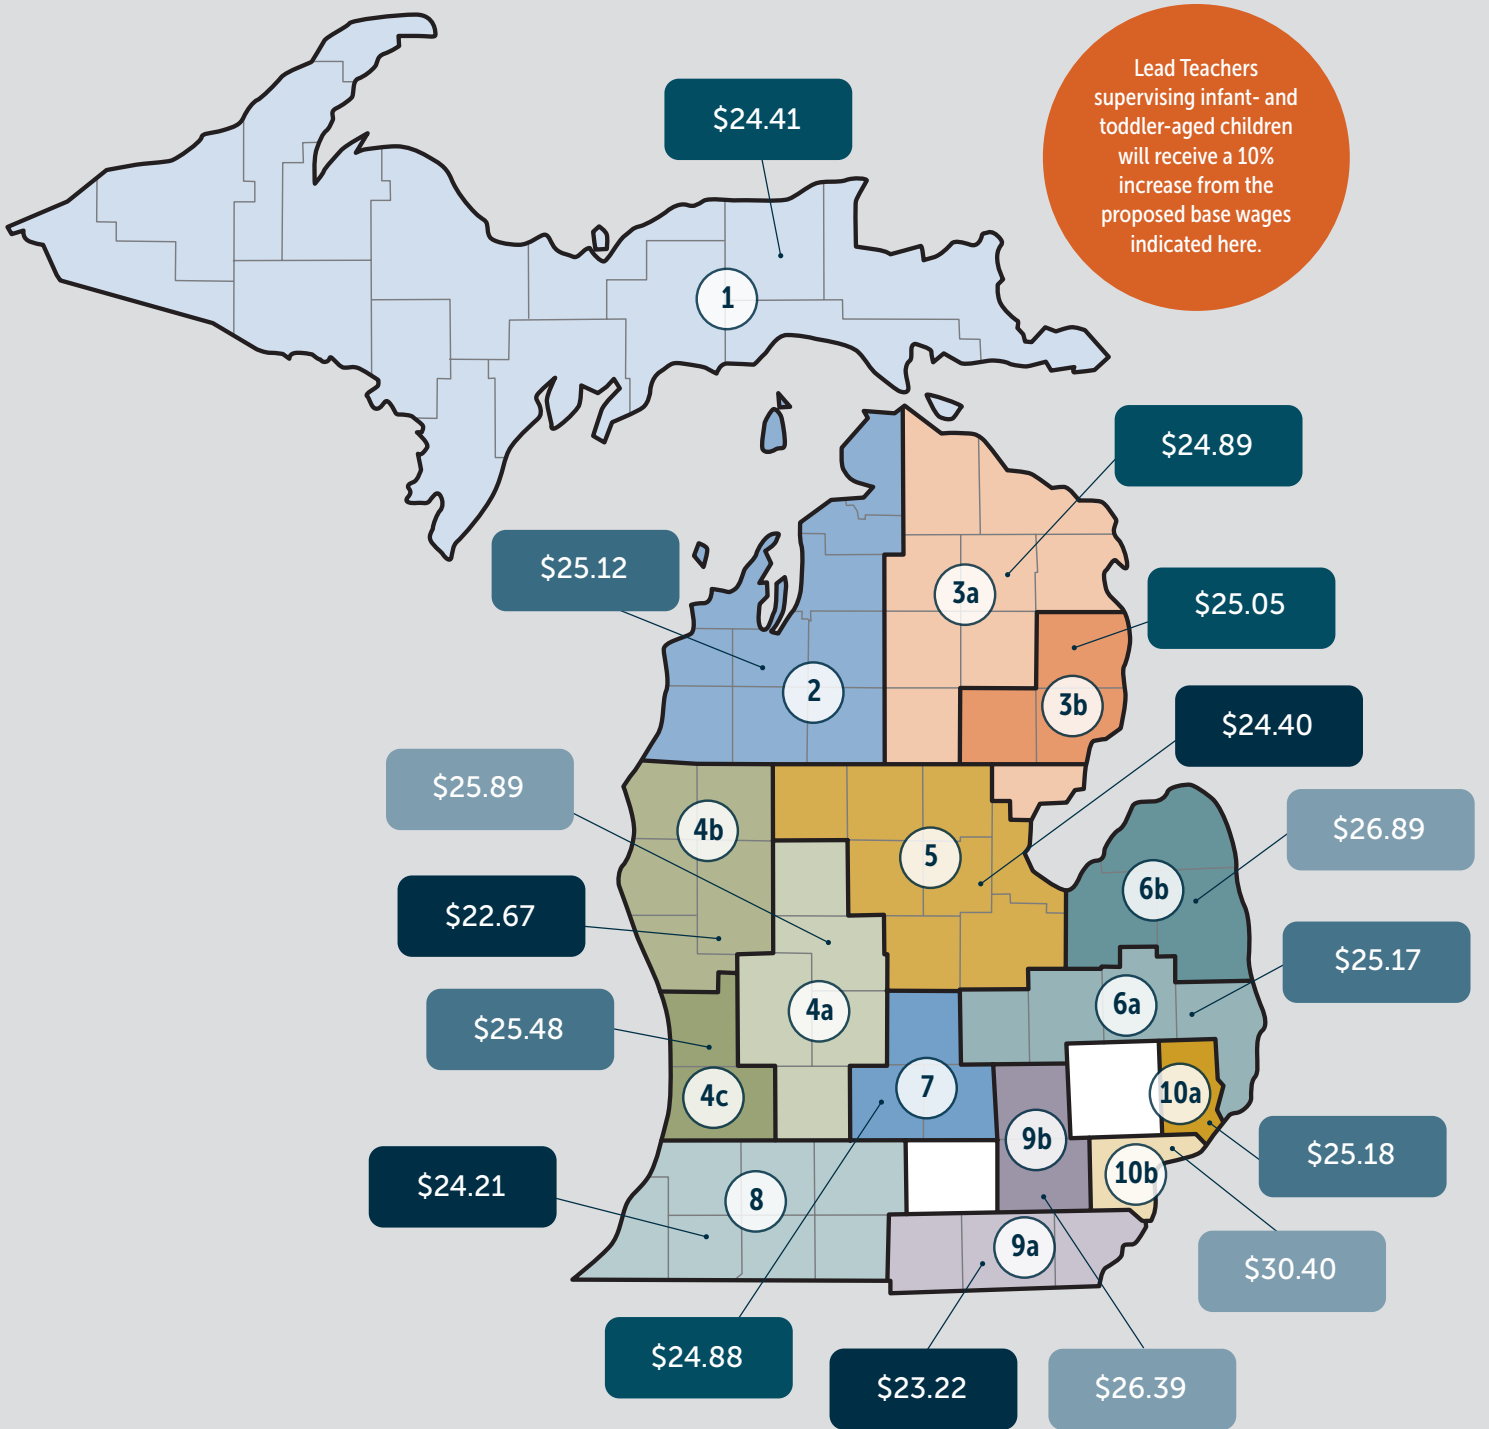 Lead Teachers
supervising infant- and
toddler-aged children
will receive a 10%
increase from the
proposed base wages
indicated here.
$24.41
1
$24.89
$25.12
3a
$25.05
2
3b
$24.40
$25.89
4b
$26.89
5
6b
$22.67
$25.17
6a
4a
$25.48
7
10a
4c
9b
$25.18
10b
$24.21
8
9a
$30.40
$24.88
$23.22
$26.39